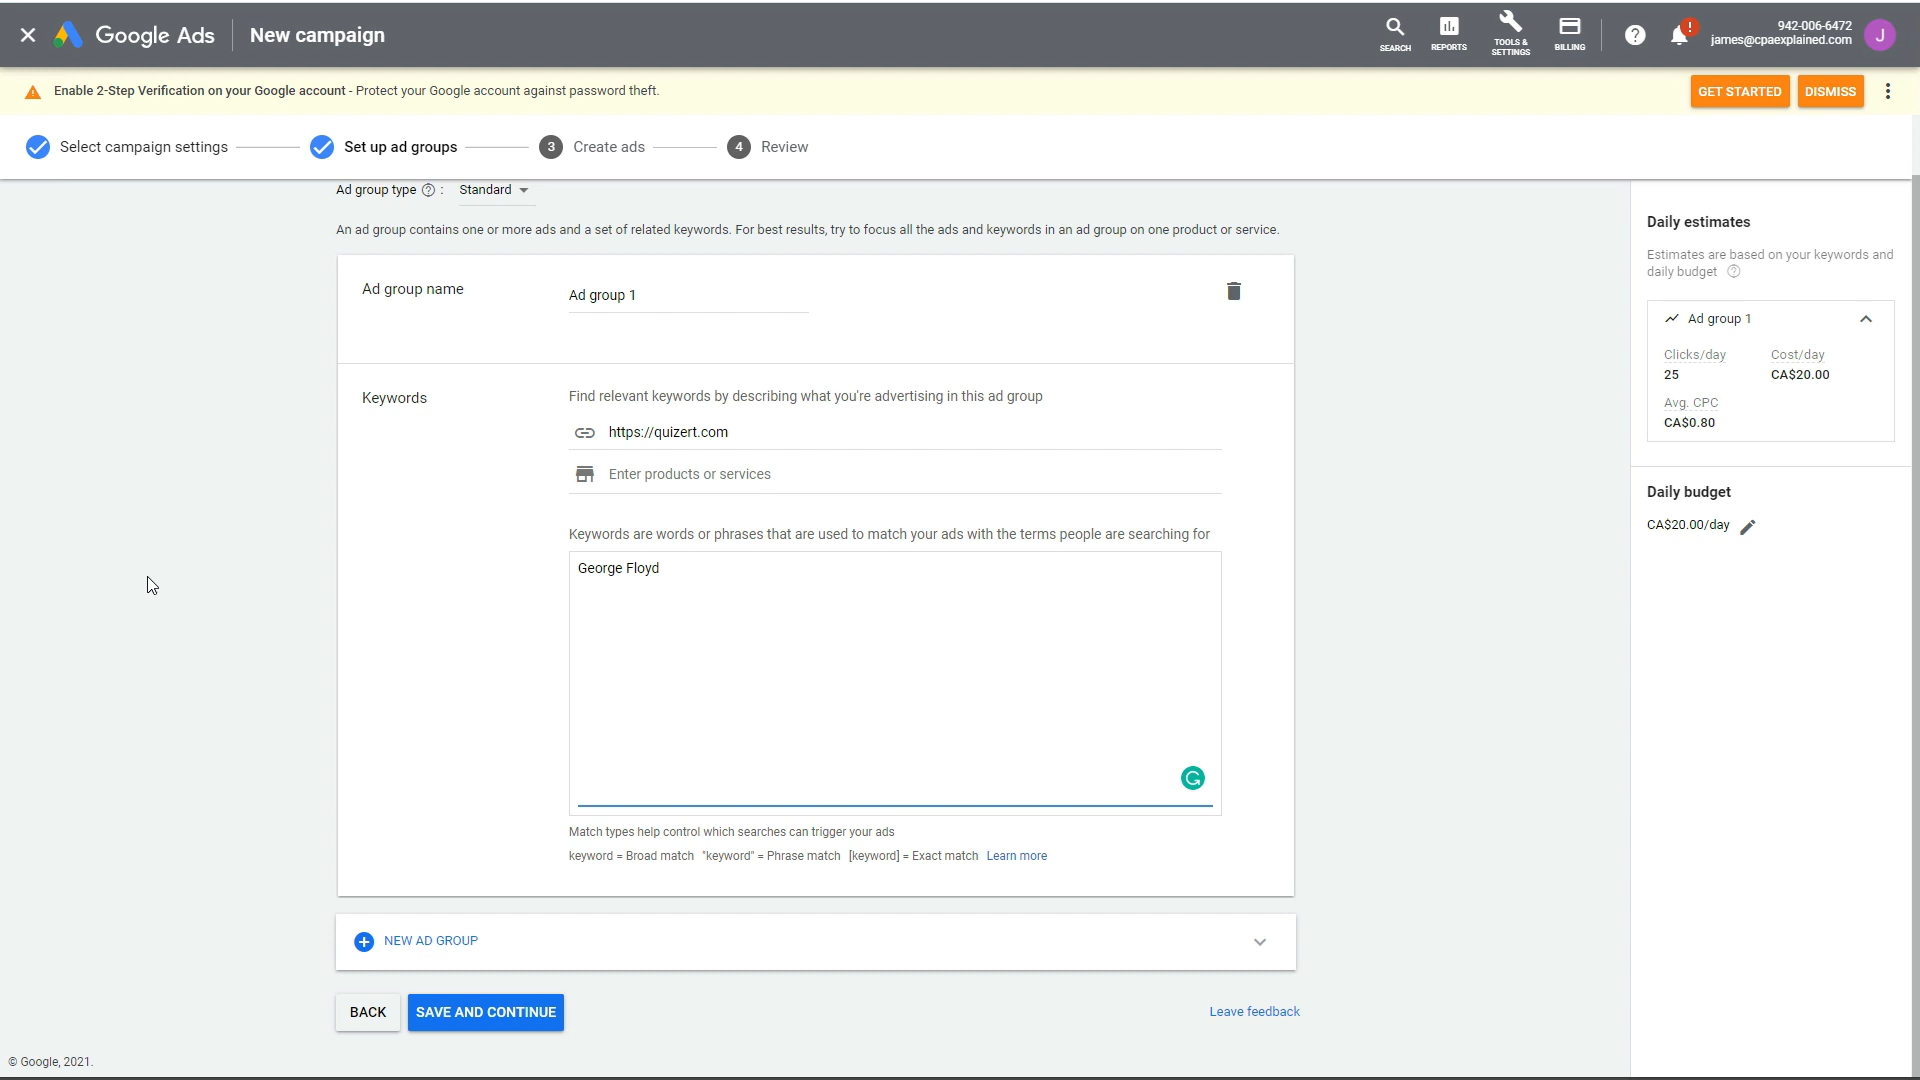 Google Ads
New campaign
SEARCH
REPORTS
TOOLS &
SETTINGS
BILLING
?
!
942-006-6472
james@cpaexplained.com
J
Enable 2-Step Verification on your Google account - Protect your Google account against password theft.
GET STARTED
DISMISS
Select campaign settings
Set up ad groups
3 Create ads
4 Review
Ad group type ? : Standard
An ad group contains one or more ads and a set of related keywords. For best results, try to focus all the ads and keywords in an ad group on one product or service.
Ad group name
Ad group 1
Keywords
Find relevant keywords by describing what you're advertising in this ad group
https://quizert.com
Enter products or services
Keywords are words or phrases that are used to match your ads with the terms people are searching for
George Floyd
Match types help control which searches can trigger your ads
keyword = Broad match "keyword" = Phrase match [keyword] = Exact match Learn more
NEW AD GROUP
BACK
SAVE AND CONTINUE
Leave feedback
© Google, 2021.
Daily estimates
Estimates are based on your keywords and
daily budget ?
Ad group 1
Clicks/day
25
Cost/day
CA$20.00
Avg. CPC
CA$0.80
Daily budget
CA$20.00/day